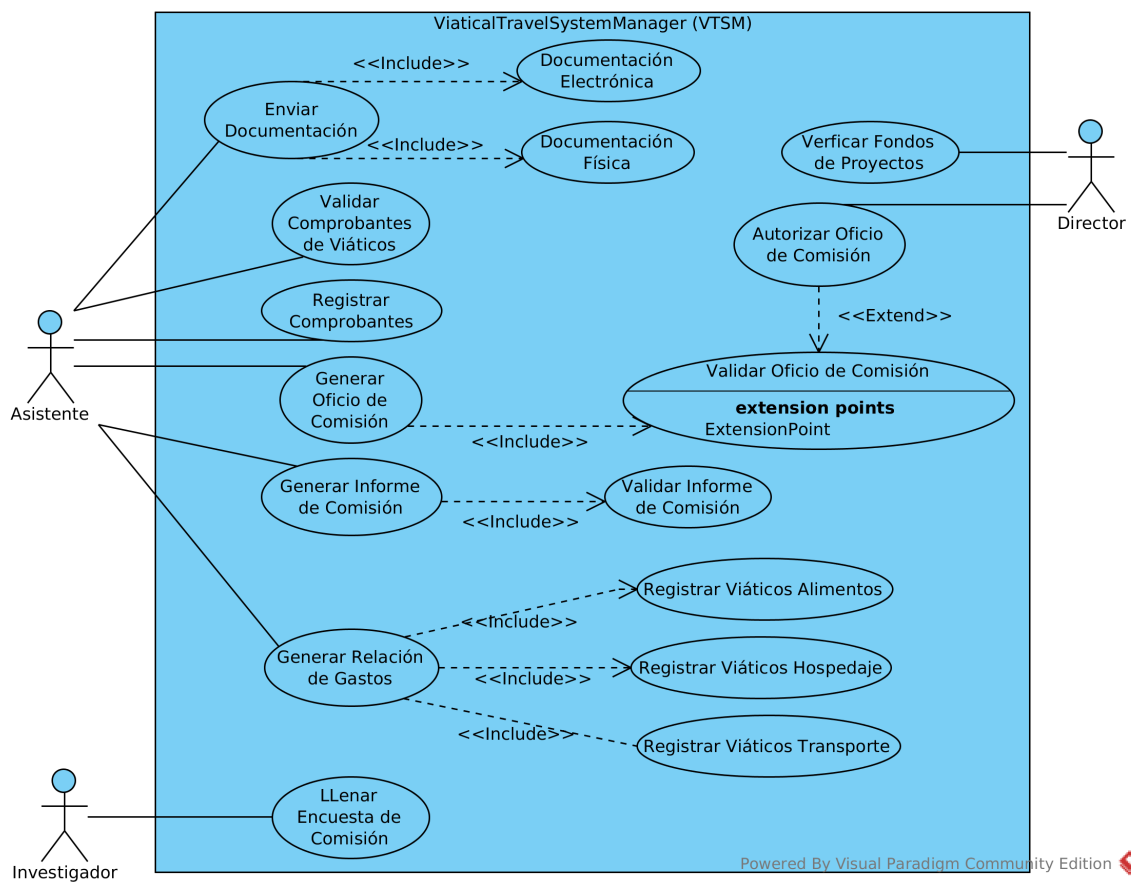 ViaticalTravelSystemManager (VTSM)
<<Include>>
Documentación
Electrónica
Enviar
Documentación
<<Include>>
Documentación
Física
Verficar Fondos
de Proyectos
Director
Validar
Comprobantes
de Viáticos
Autorizar Oficio
de Comisión
Registrar
Comprobantes
<<Extend>>
Asistente
Generar
Oficio de
Comisión
<<Include>>
Validar Oficio de Comisión
extension points
ExtensionPoint
Generar Informe
de Comisión
<<Include>>
Validar Informe
de Comisión
Registrar Viáticos Alimentos
<<Include>>
Generar Relación
de Gastos
<<Include>>
Registrar Viáticos Hospedaje
<<Include>>
Registrar Viáticos Transporte
LLenar
Encuesta de
Comisión
Investigador
Powered By Visual Paradigm Community Edition